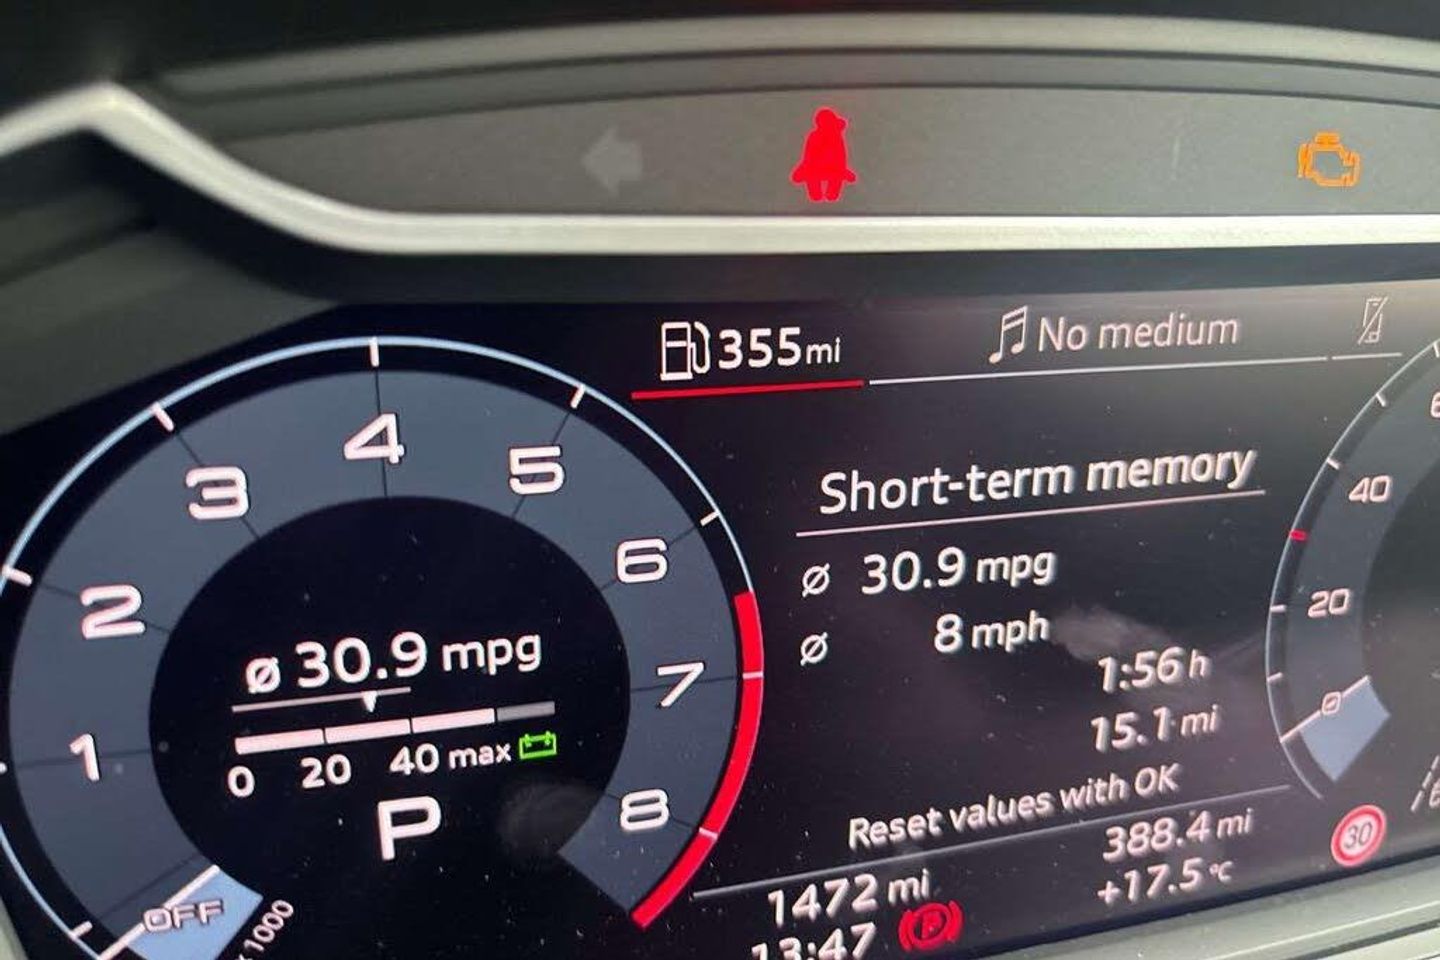 355mi
No medium
Short-term memory
ø 30.9 mpg
ø 8 mph
1:56 h
15.1 mi
Reset values with OK
388.4 mi
1472 mi
+17.5 °C
13:47
P
1
2
3
4
5
6
7
8
OFF
1000
ø 30.9 mpg
0 20 40 max
P
40
20
0
30